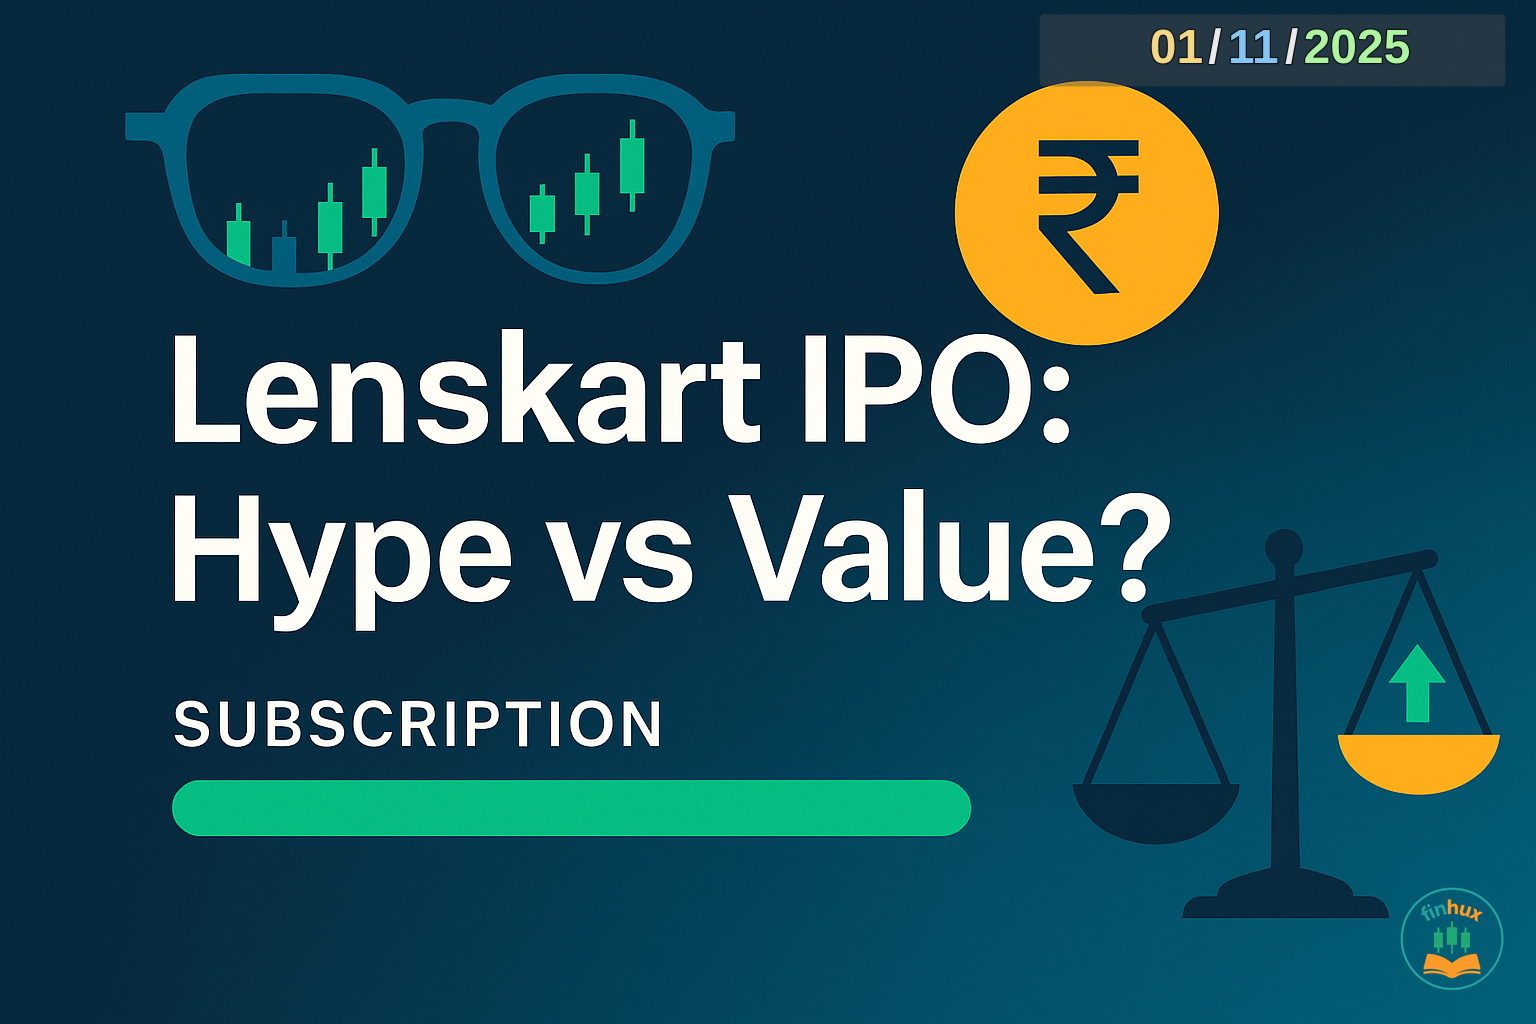 01/11/2025
₹
Lenskart IPO:
Hype vs Value?
SUBSCRIPTION
finhux